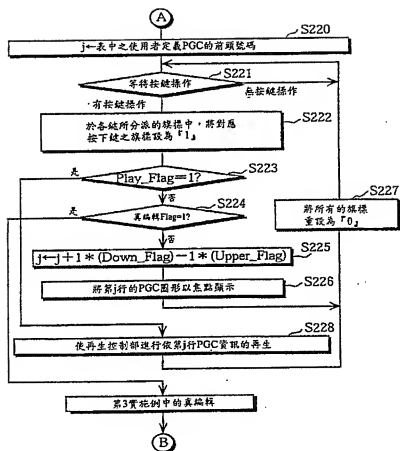 A
S220
j←表中之使用者定義PGC的前頭號碼
S221
等待按鍵操作
無按鍵操作
有按鍵操作
S222
於各鍵所分派的旗標中，將對應
按下鍵之旗標設為『1』
S223
是
Play_Flag=1?
否
S224
是
真編輯Flag=1?
否
S227
將所有的旗標
重設為『0』
S225
j←j+1*(Down_Flag)-1*(Upper_Flag)
S226
將第j行的PGC圖形以焦點顯示
S228
使再生控制部進行依第j行PGC資訊的再生
第3實施例中的真編輯
B